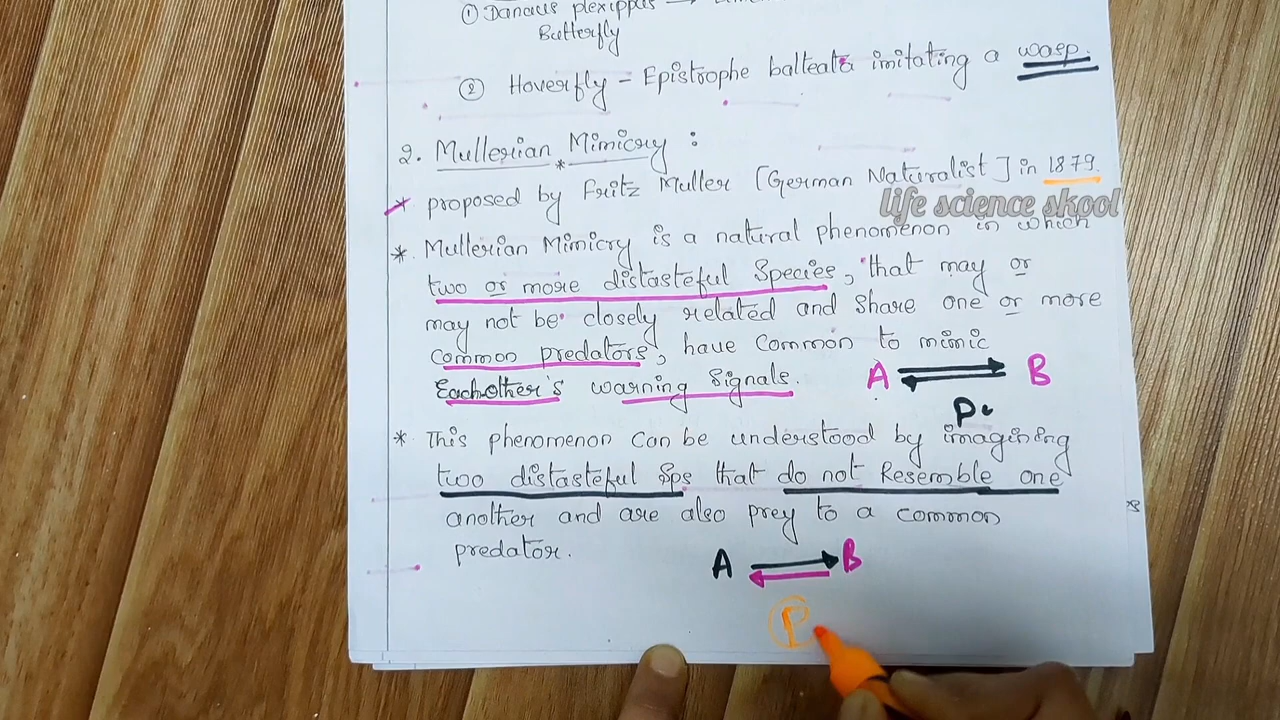 ① Danaus plexippus →
Butterfly
② Hoverfly - Epistrophe balteata imitating a wasp.
2. Mullerian Mimicry :
* proposed by Fritz Muller [German Naturalist] in 1879.
life science skool
* Mullerian Mimicry is a natural phenomenon in which
two or more distasteful Species, that may or
may not be closely related and share one or more
common predators, have common to mimic
Eachother's warning signals.
A B
P
* This phenomenon can be understood by imagining
two distasteful Sps that do not Resemble one
another and are also prey to a common
predator.
A B
P